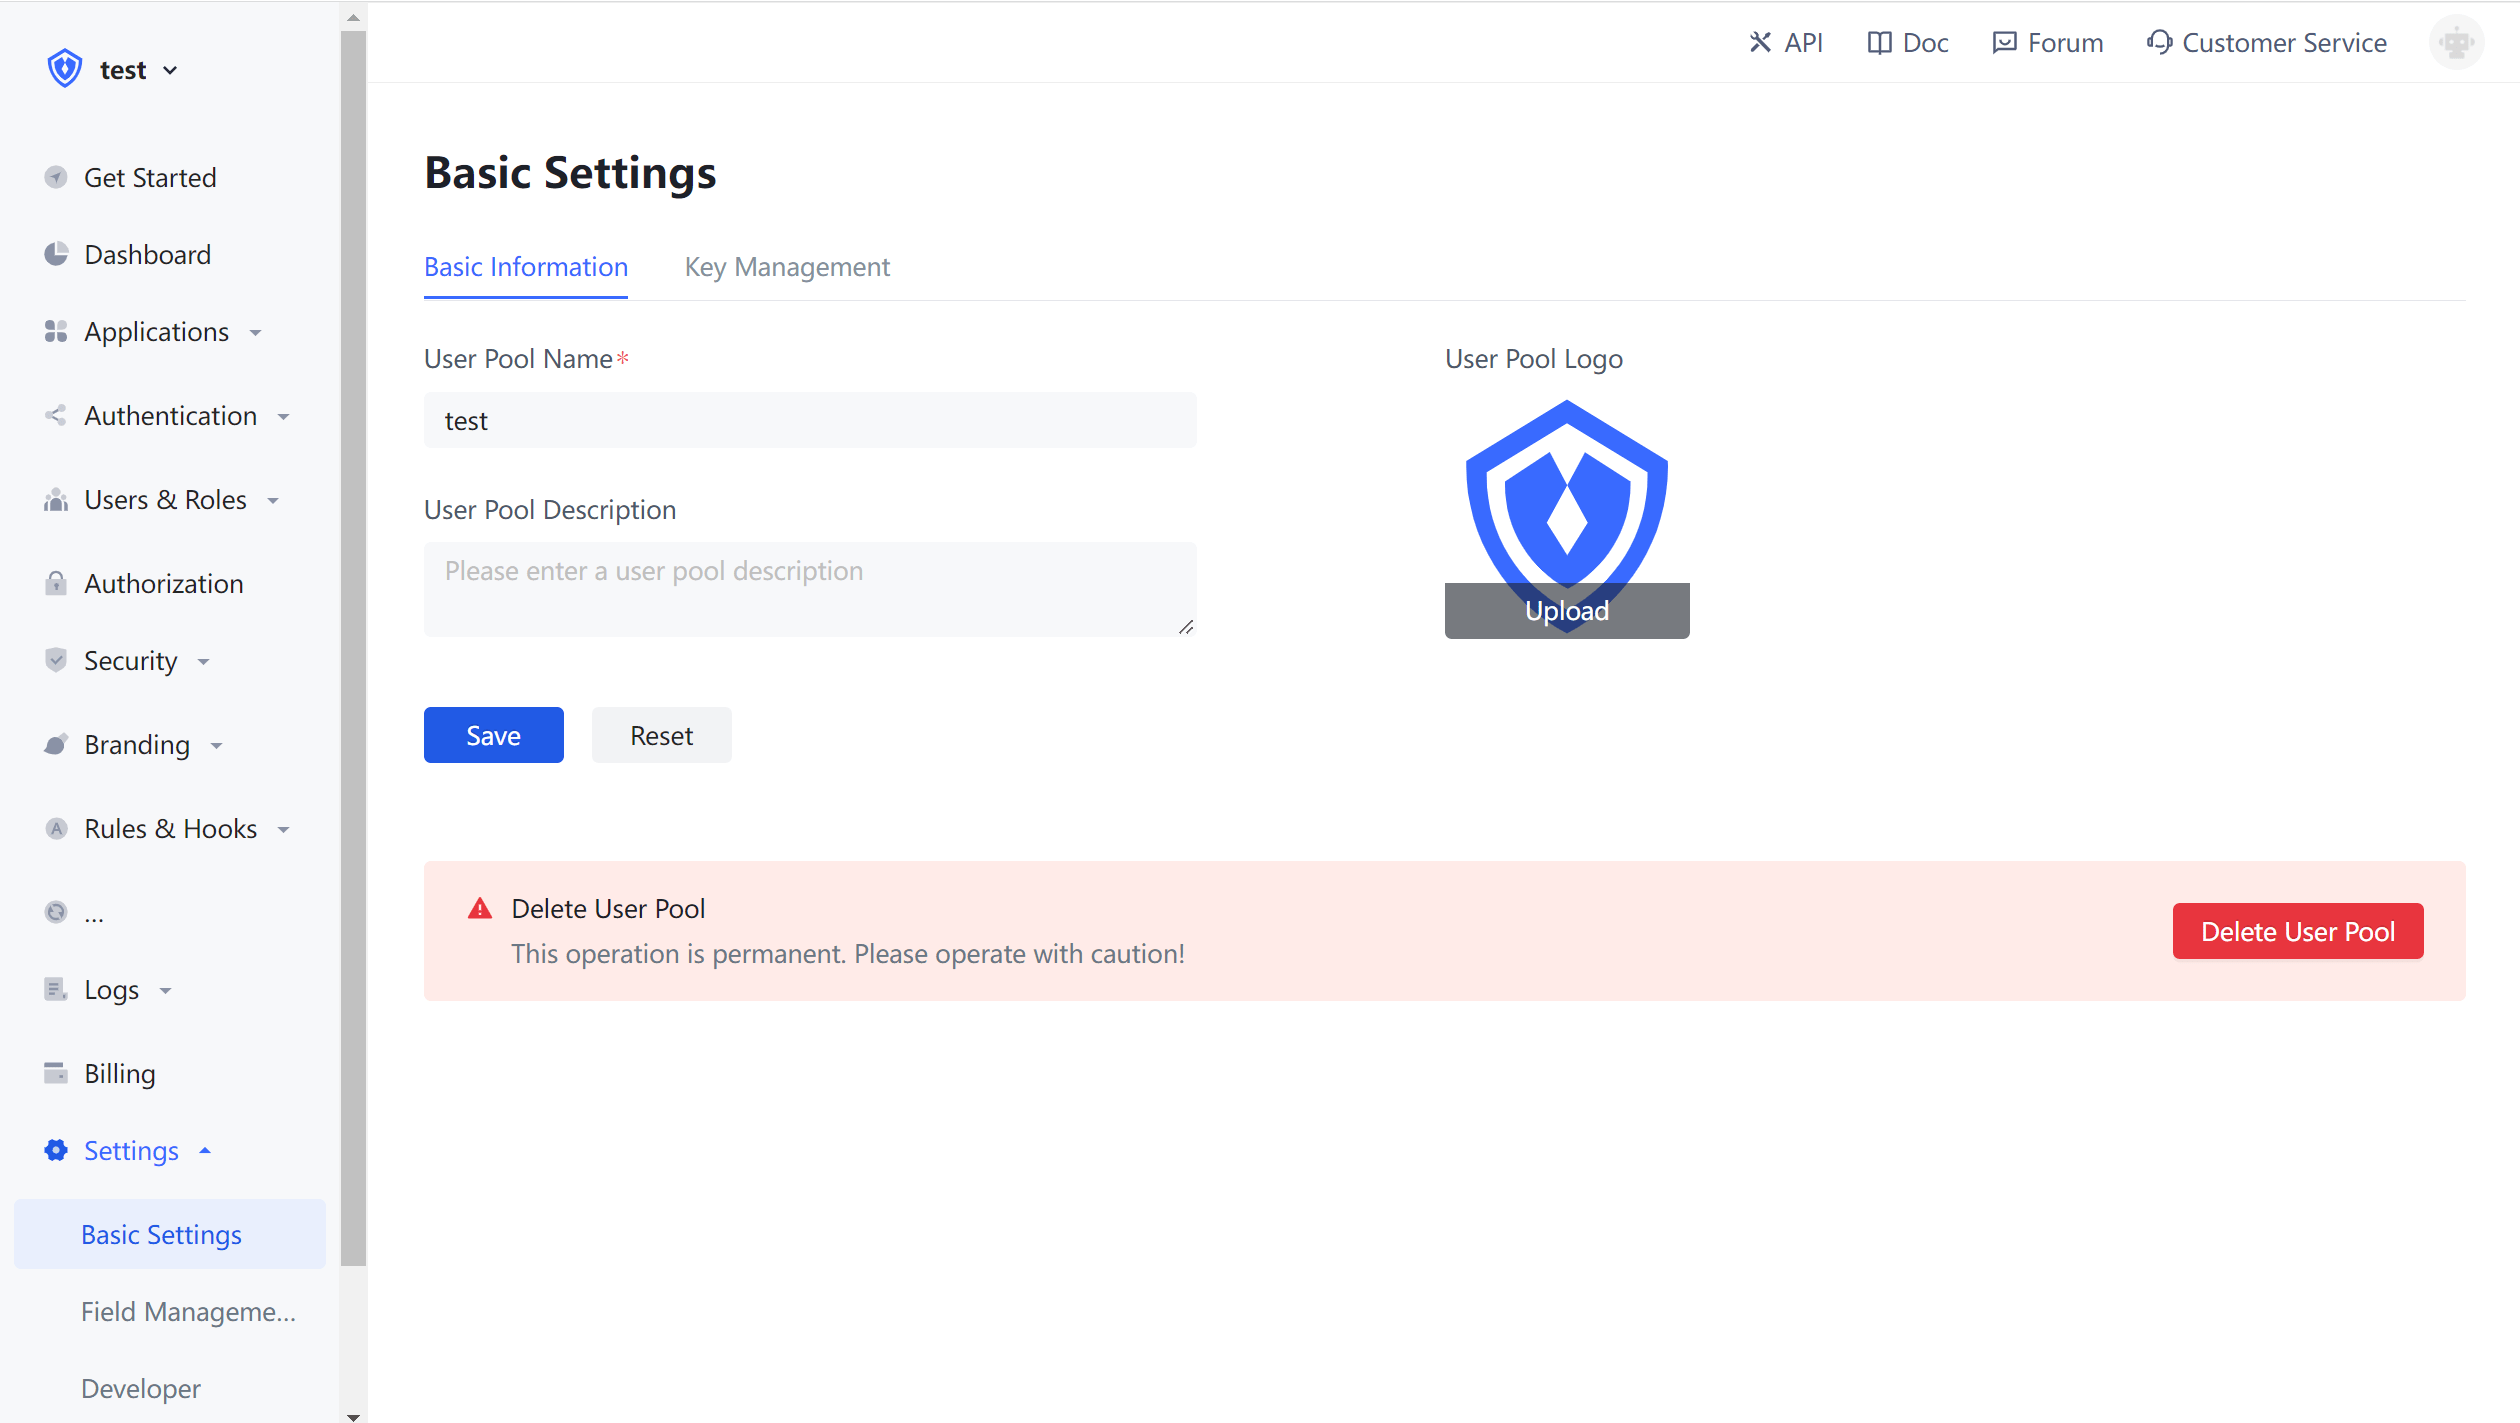 test
Get Started
Dashboard
Applications
Authentication
Users & Roles
Authorization
Security
Branding
Rules & Hooks
...
Logs
Billing
Settings
Basic Settings
Field Manageme...
Developer
API
Doc
Forum
Customer Service
Basic Settings
Basic Information
Key Management
User Pool Name*
test
User Pool Description
Please enter a user pool description
User Pool Logo
Upload
Save
Reset
Delete User Pool
This operation is permanent. Please operate with caution!
Delete User Pool